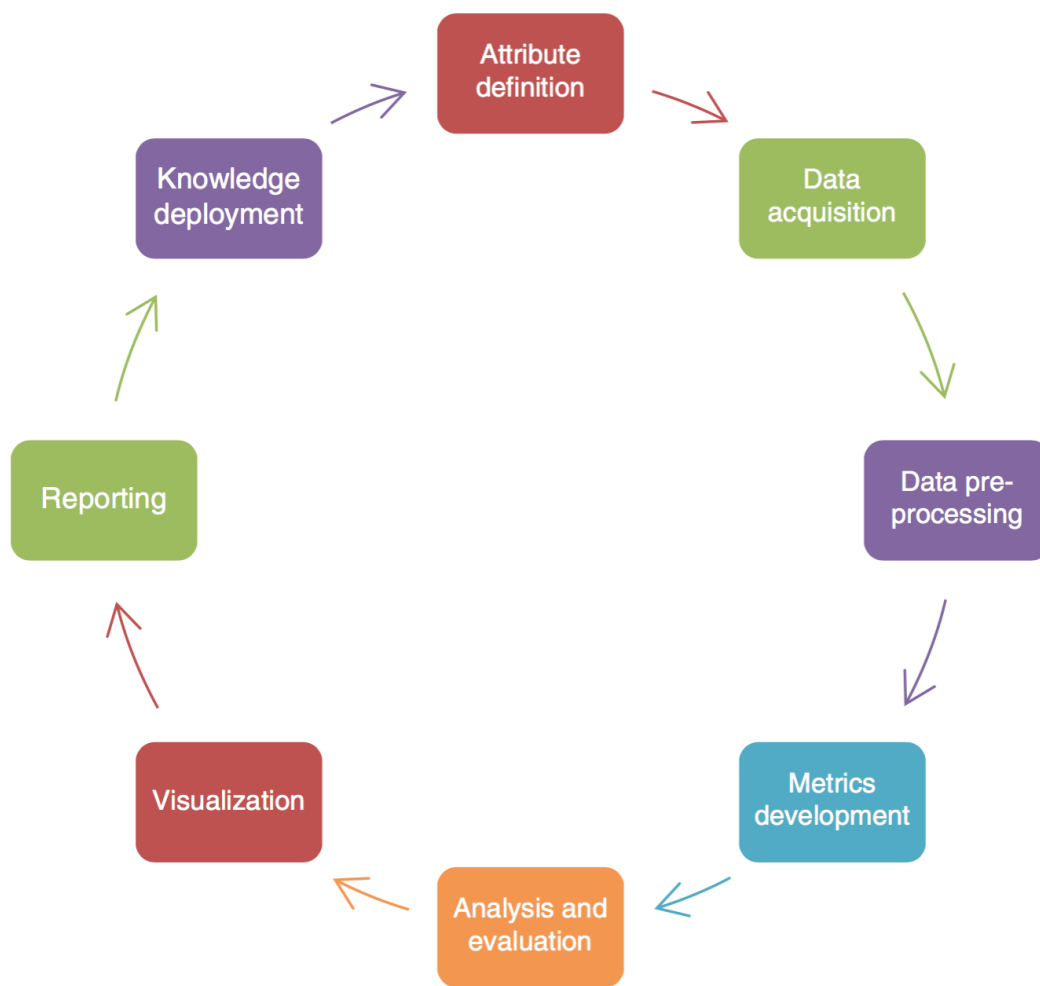 Attribute
definition
Data
acquisition
Data pre-
processing
Metrics
development
Analysis and
evaluation
Visualization
Reporting
Knowledge
deployment